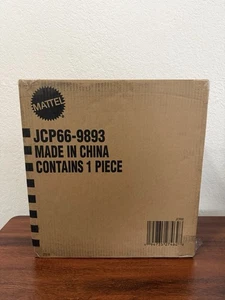 MATTEL
JCP66-9893
MADE IN CHINA
CONTAINS 1 PIECE